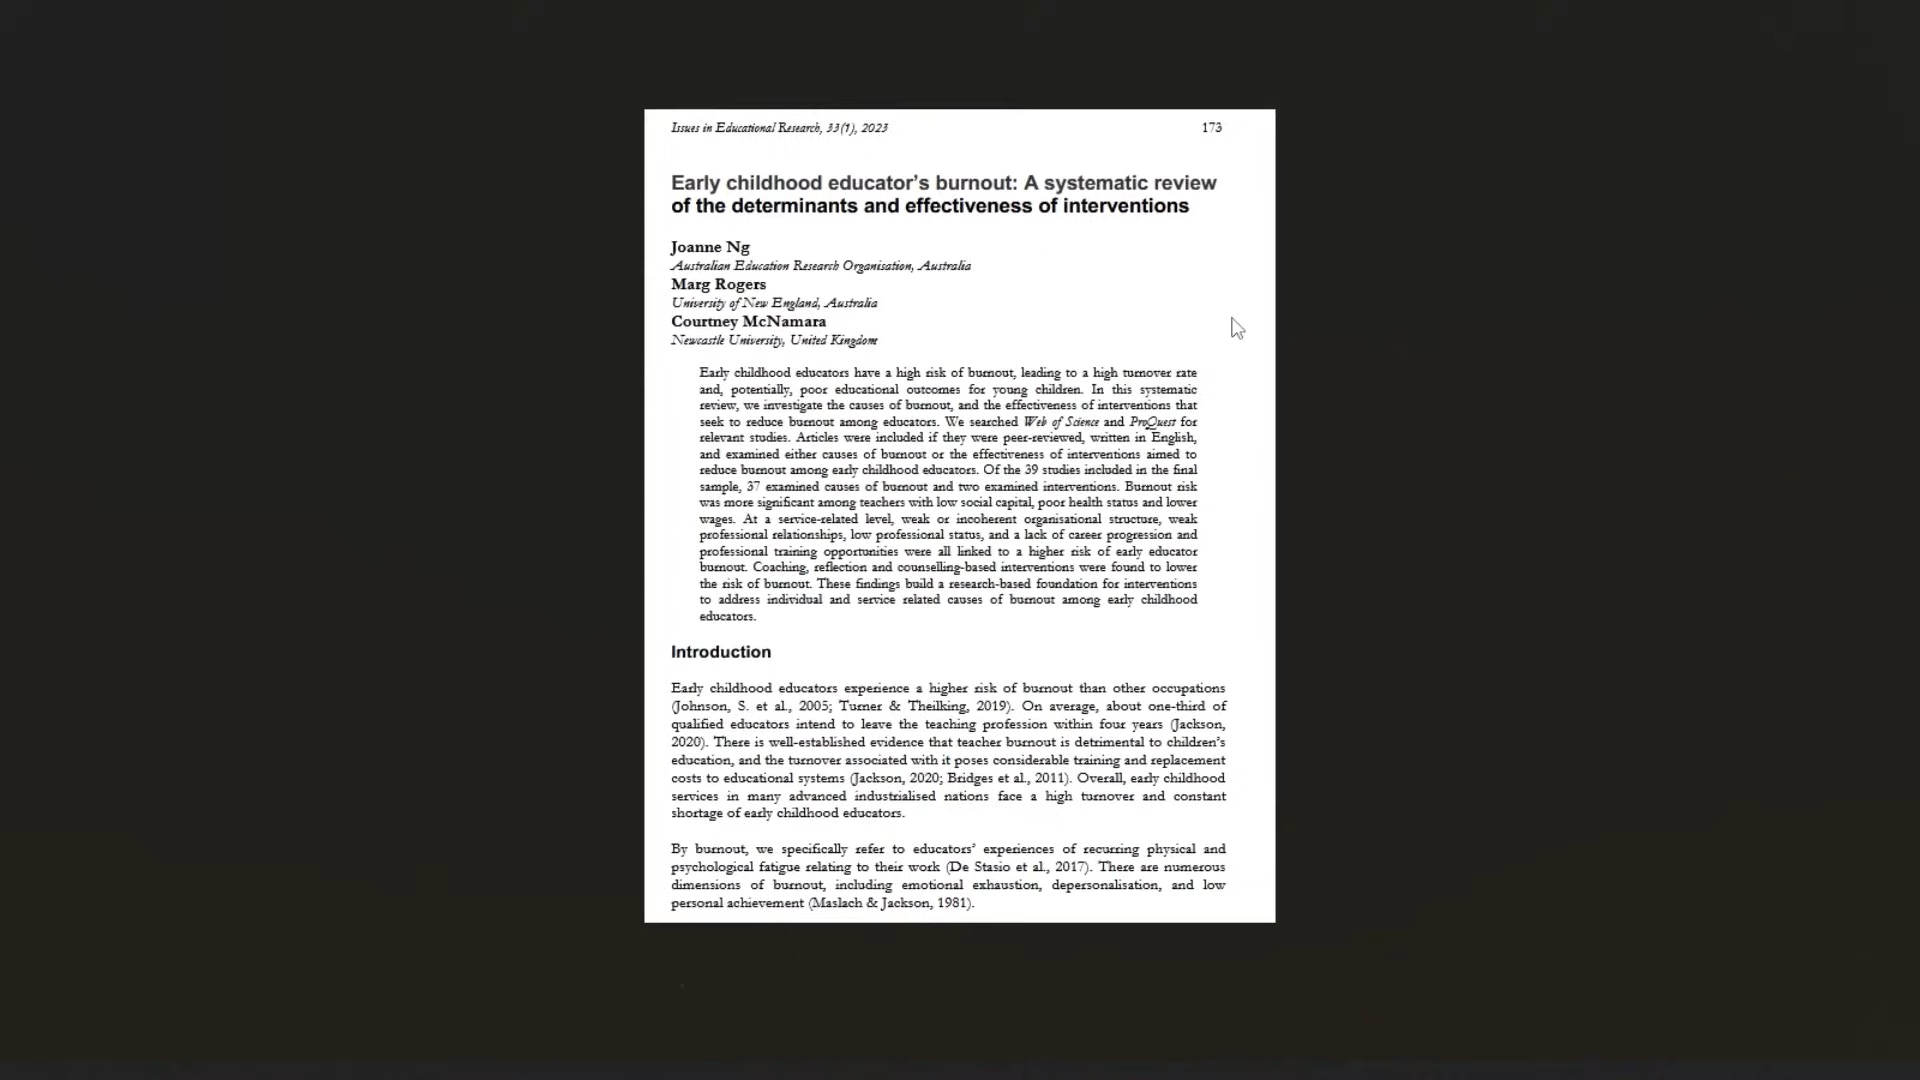 Issues in Educational Research, 33(1), 2023 173
Early childhood educator's burnout: A systematic review
of the determinants and effectiveness of interventions
Joanne Ng
Australian Education Research Organisation, Australia
Marg Rogers
University of New England, Australia
Courtney McNamara
Newcastle University, United Kingdom
Early childhood educators have a high risk of burnout, leading to a high turnover rate
and, potentially, poor educational outcomes for young children. In this systematic
review, we investigate the causes of burnout, and the effectiveness of interventions that
seek to reduce burnout among educators. We searched Web of Science and ProQuest for
relevant studies. Articles were included if they were peer-reviewed, written in English,
and examined either causes of burnout or the effectiveness of interventions aimed to
reduce burnout among early childhood educators. Of the 39 studies included in the final
sample, 37 examined causes of burnout and two examined interventions. Burnout risk
was more significant among teachers with low social capital, poor health status and lower
wages. At a service-related level, weak or incoherent organisational structure, weak
professional relationships, low professional status, and a lack of career progression and
professional training opportunities were all linked to a higher risk of early educator
burnout. Coaching, reflection and counselling-based interventions were found to lower
the risk of burnout. These findings build a research-based foundation for interventions
to address individual and service related causes of burnout among early childhood
educators.
Introduction
Early childhood educators experience a higher risk of burnout than other occupations
(Johnson, S. et al., 2005; Turner & Theilking, 2019). On average, about one-third of
qualified educators intend to leave the teaching profession within four years (Jackson,
2020). There is well-established evidence that teacher burnout is detrimental to children's
education, and the turnover associated with it poses considerable training and replacement
costs to educational systems (Jackson, 2020; Bridges et al., 2011). Overall, early childhood
services in many advanced industrialised nations face a high turnover and constant
shortage of early childhood educators.
By burnout, we specifically refer to educators' experiences of recurring physical and
psychological fatigue relating to their work (De Stasio et al., 2017). There are numerous
dimensions of burnout, including emotional exhaustion, depersonalisation, and low
personal achievement (Maslach & Jackson, 1981).